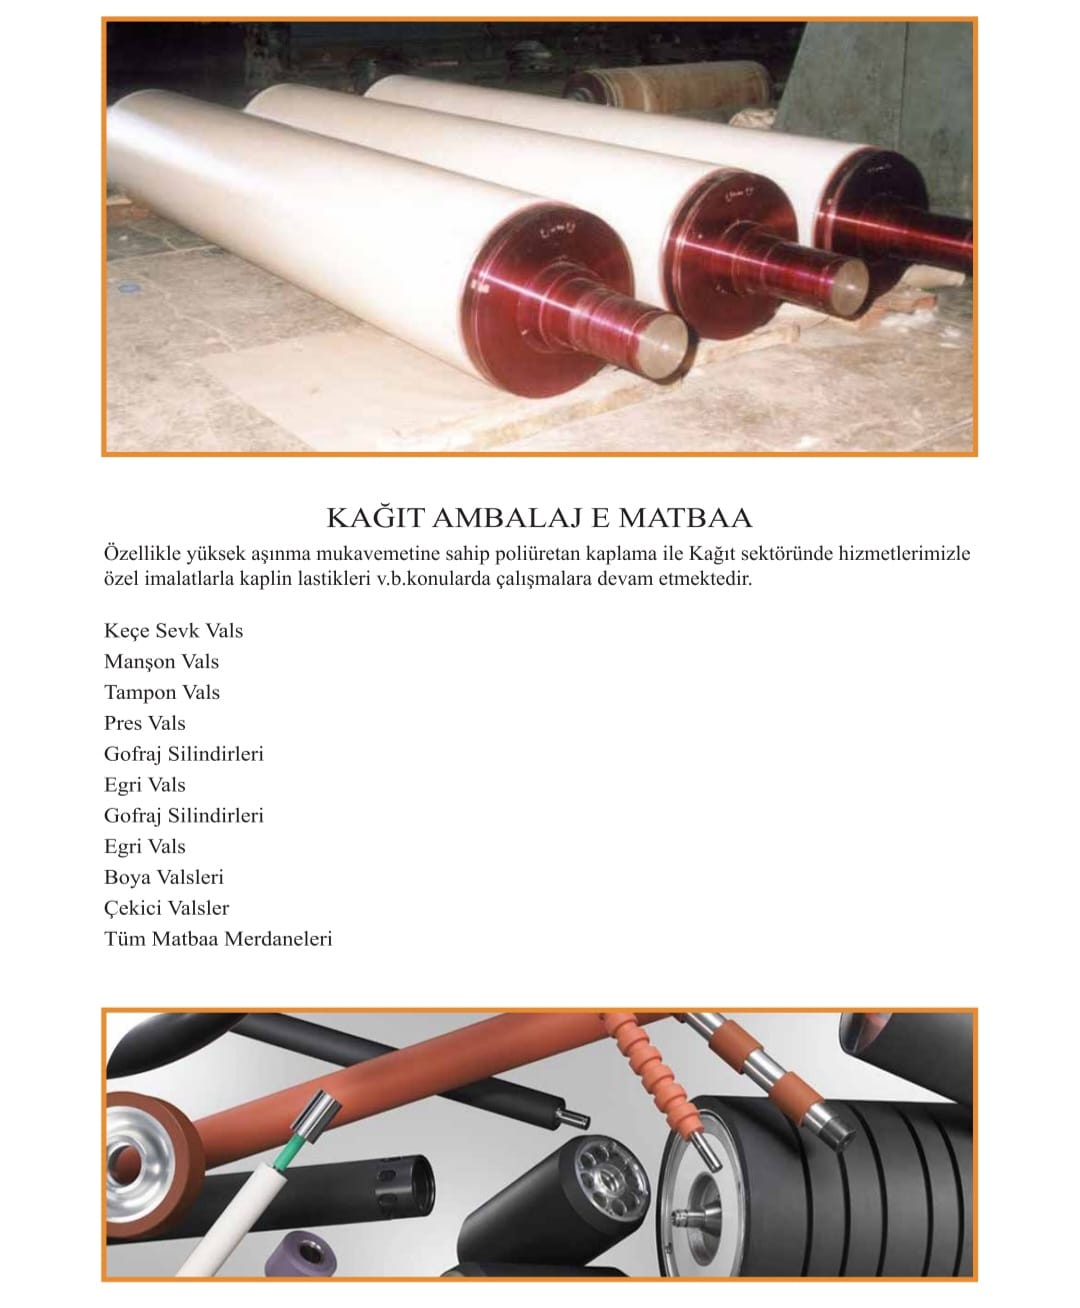 KAĞIT AMBALAJ E MATBAA
Özellikle yüksek aşınma mukavemetine sahip poliüretan kaplama ile Kağıt sektöründe hizmetlerimizle
özel imalatlarla kaplin lastikleri v.b.konularda çalışmalara devam etmektedir.
Keçe Sevk Vals
Manşon Vals
Tampon Vals
Pres Vals
Gofraj Silindirleri
Egri Vals
Gofraj Silindirleri
Egri Vals
Boya Valsleri
Çekici Valsler
Tüm Matbaa Merdaneleri